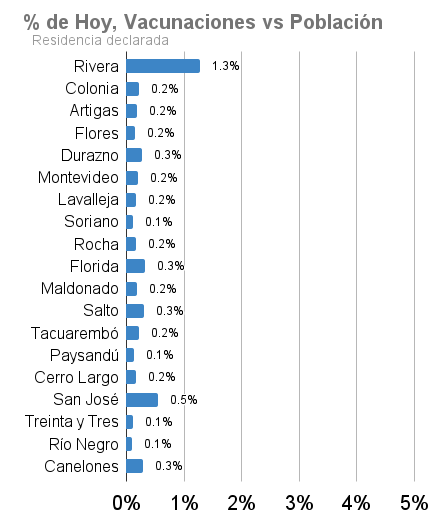 % de Hoy, Vacunaciones vs Población
Residencia declarada
Rivera 1.3%
Colonia 0.2%
Artigas 0.2%
Flores 0.2%
Durazno 0.3%
Montevideo 0.2%
Lavalleja 0.2%
Soriano 0.1%
Rocha 0.2%
Florida 0.3%
Maldonado 0.2%
Salto 0.3%
Tacuarembó 0.2%
Paysandú 0.1%
Cerro Largo 0.2%
San José 0.5%
Treinta y Tres 0.1%
Río Negro 0.1%
Canelones 0.3%
0% 1% 2% 3% 4% 5%